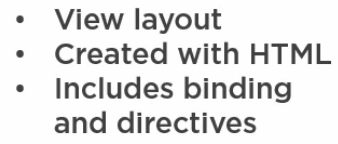 • View layout
• Created with HTML
• Includes binding
and directives